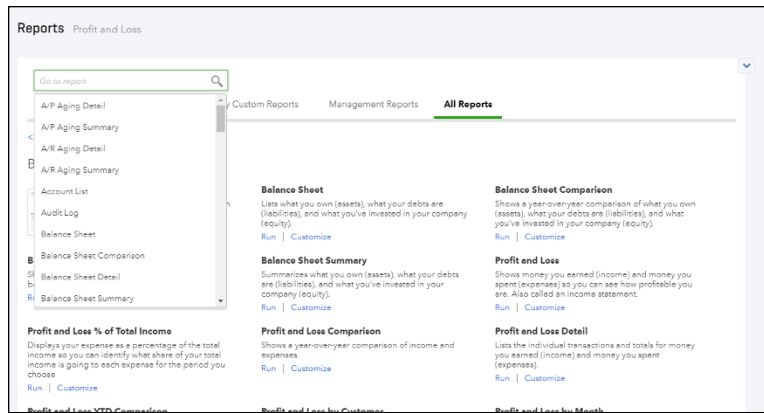 Reports Profit and Loss
Go to report
A/P Aging Detail
A/P Aging Summary
A/R Aging Detail
A/R Aging Summary
Account List
Audit Log
Balance Sheet
Balance Sheet Comparison
Balance Sheet Detail
Balance Sheet Summary
Custom Reports Management Reports All Reports
Balance Sheet
Lists what you own (assets), what your debts are
(liabilities), and what you've invested in your company
(equity).
Run | Customize
Balance Sheet Comparison
Shows a year-over-year comparison of what you own
(assets), what your debts are (liabilities), and what
you've invested in your company (equity).
Run | Customize
Balance Sheet Summary
Summarizes what you own (assets), what your debts
are (liabilities), and what you've invested in your
company (equity).
Run | Customize
Profit and Loss
Shows money you earned (income) and money you
spent (expenses) so you can see how profitable you
are. Also called an income statement.
Run | Customize
Profit and Loss % of Total Income
Displays your expense as a percentage of the total
income so you can identify what share of your total
income is going to each expense for the period you
choose
Run | Customize
Profit and Loss Comparison
Shows a year-over-year comparison of income and
expenses.
Run | Customize
Profit and Loss Detail
Lists the individual transactions and totals for money
you earned (income) and money you spent
(expenses).
Run | Customize
Profit and Loss YTD Comparison
Profit and Loss by Customer
Profit and Loss by Month